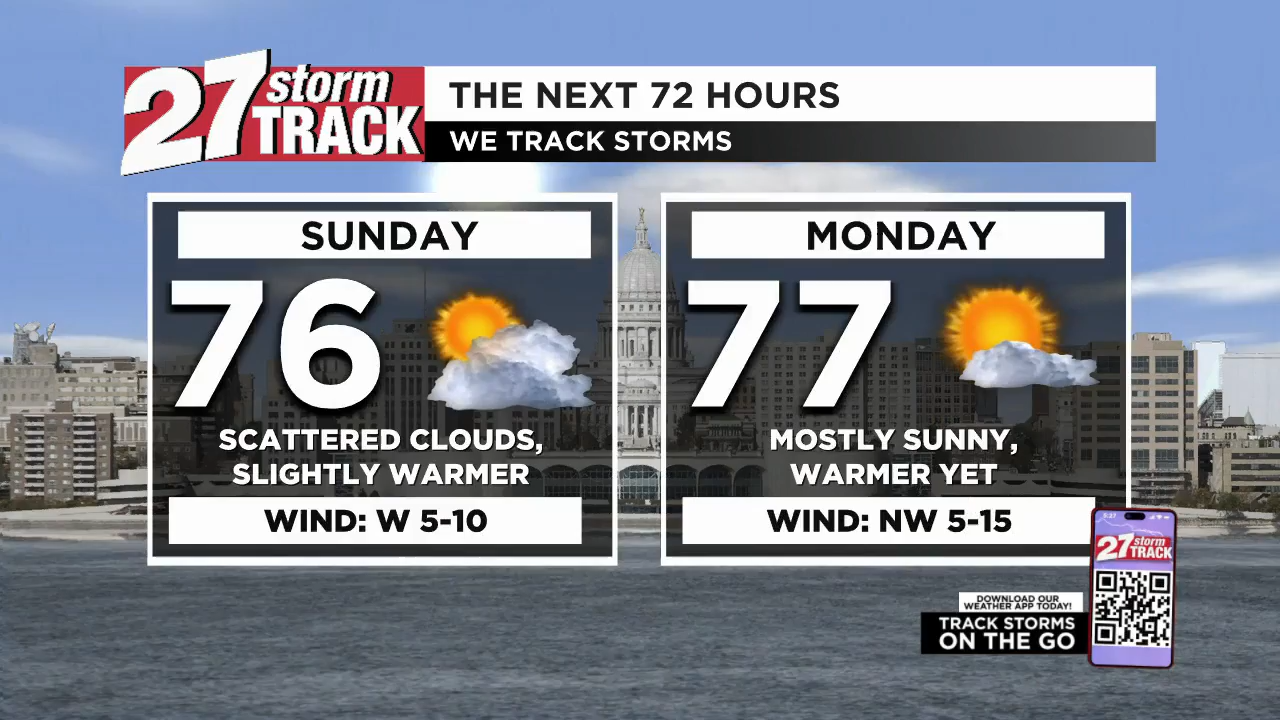 27 storm
TRACK
THE NEXT 72 HOURS
WE TRACK STORMS
SUNDAY
76
SCATTERED CLOUDS,
SLIGHTLY WARMER
WIND: W 5-10
MONDAY
77
MOSTLY SUNNY,
WARMER YET
WIND: NW 5-15
DOWNLOAD OUR
WEATHER APP TODAY!
TRACK STORMS
ON THE GO
5:27
27 storm
TRACK